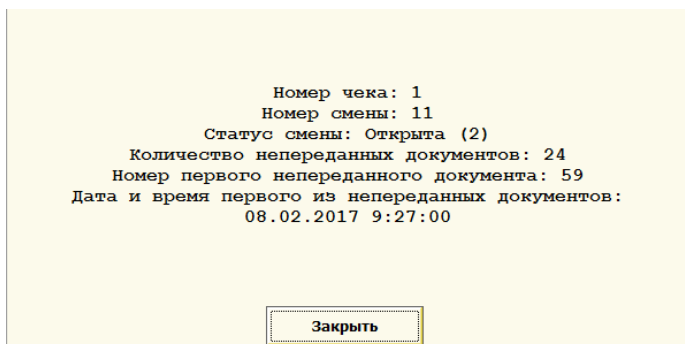 Номер чека: 1
Номер смены: 11
Статус смены: Открыта (2)
Количество непереданных документов: 24
Номер первого непереданного документа: 59
Дата и время первого из непереданных документов:
08.02.2017 9:27:00
Закрыть